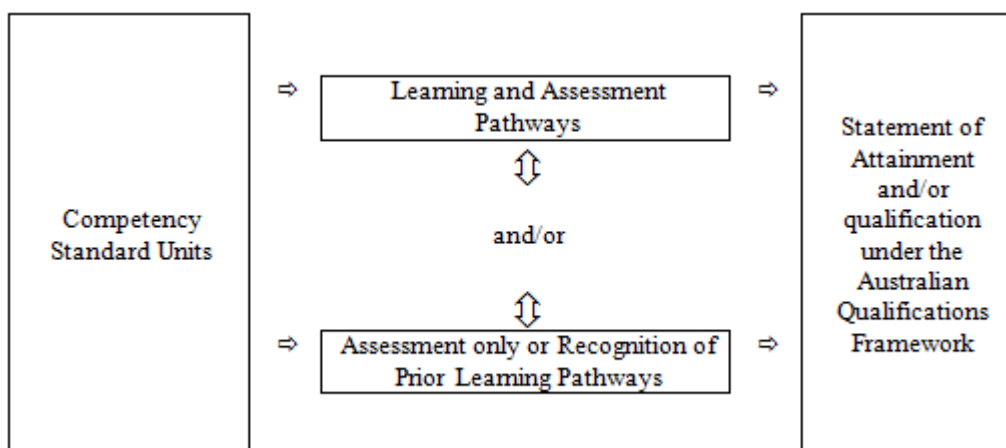 Competency
Standard Units
Learning and Assessment
Pathways
and/or
Assessment only or Recognition of
Prior Learning Pathways
Statement of
Attainment
and/or
qualification
under the
Australian
Qualifications
Framework